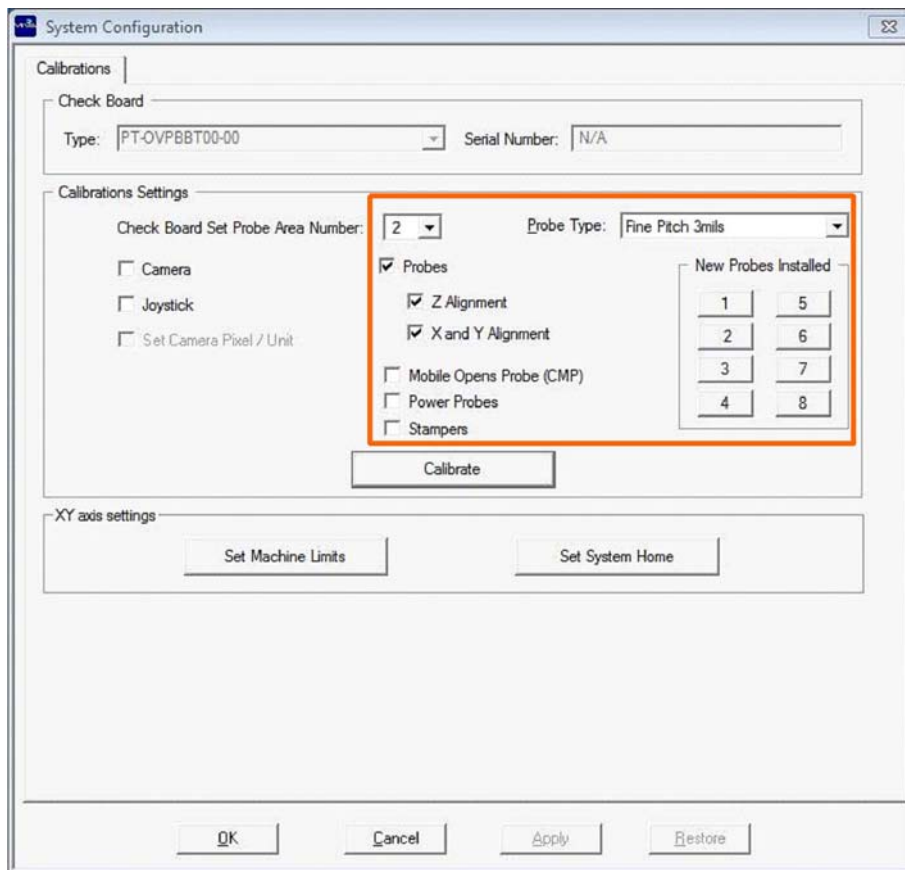 System Configuration
Calibrations
Check Board
Type: PT-OVPBBT00-00 Serial Number: N/A
Calibrations Settings
Check Board Set Probe Area Number: 2 Probe Type: Fine Pitch 3mils
Camera Probes New Probes Installed
Joystick Z Alignment 1 5
Set Camera Pixel / Unit X and Y Alignment 2 6
Mobile Opens Probe (CMP) 3 7
Power Probes 4 8
Stampers
Calibrate
XY axis settings
Set Machine Limits Set System Home
OK Cancel Apply Restore